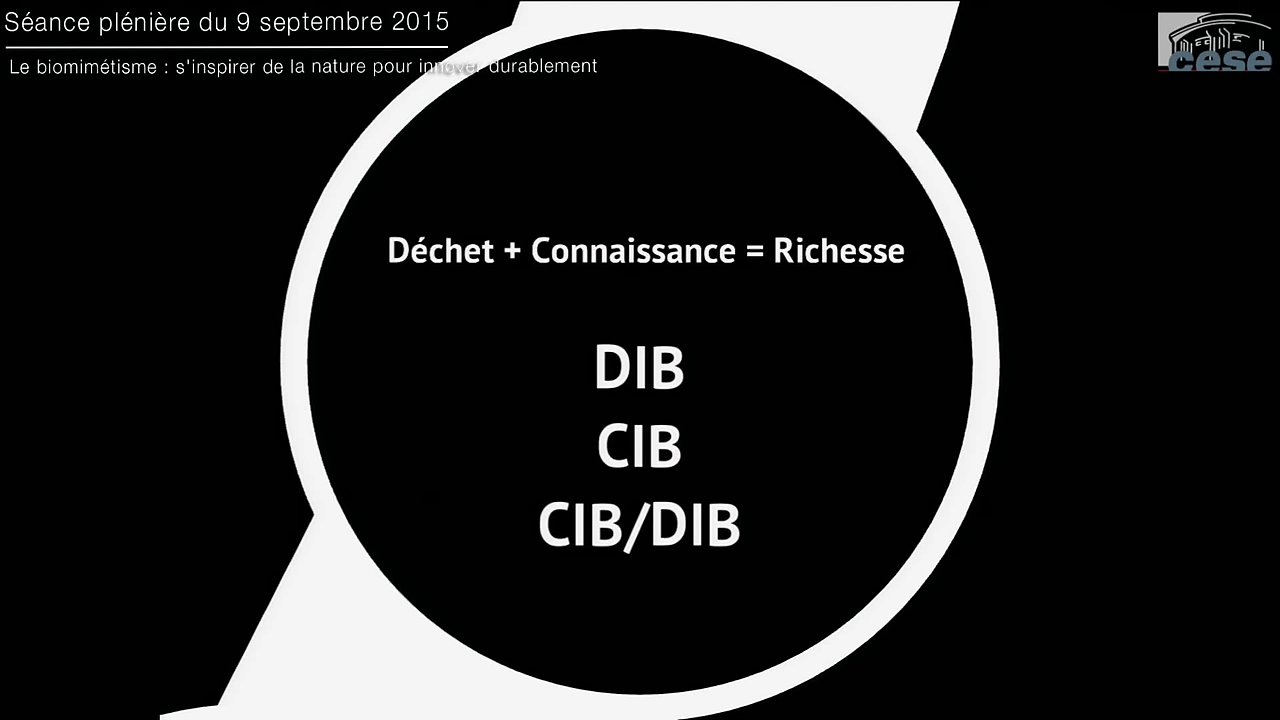 Séance plénière du 9 septembre 2015
Le biomimétisme : s'inspirer de la nature pour innover durablement
cese
Déchet + Connaissance = Richesse
DIB
CIB
CIB/DIB